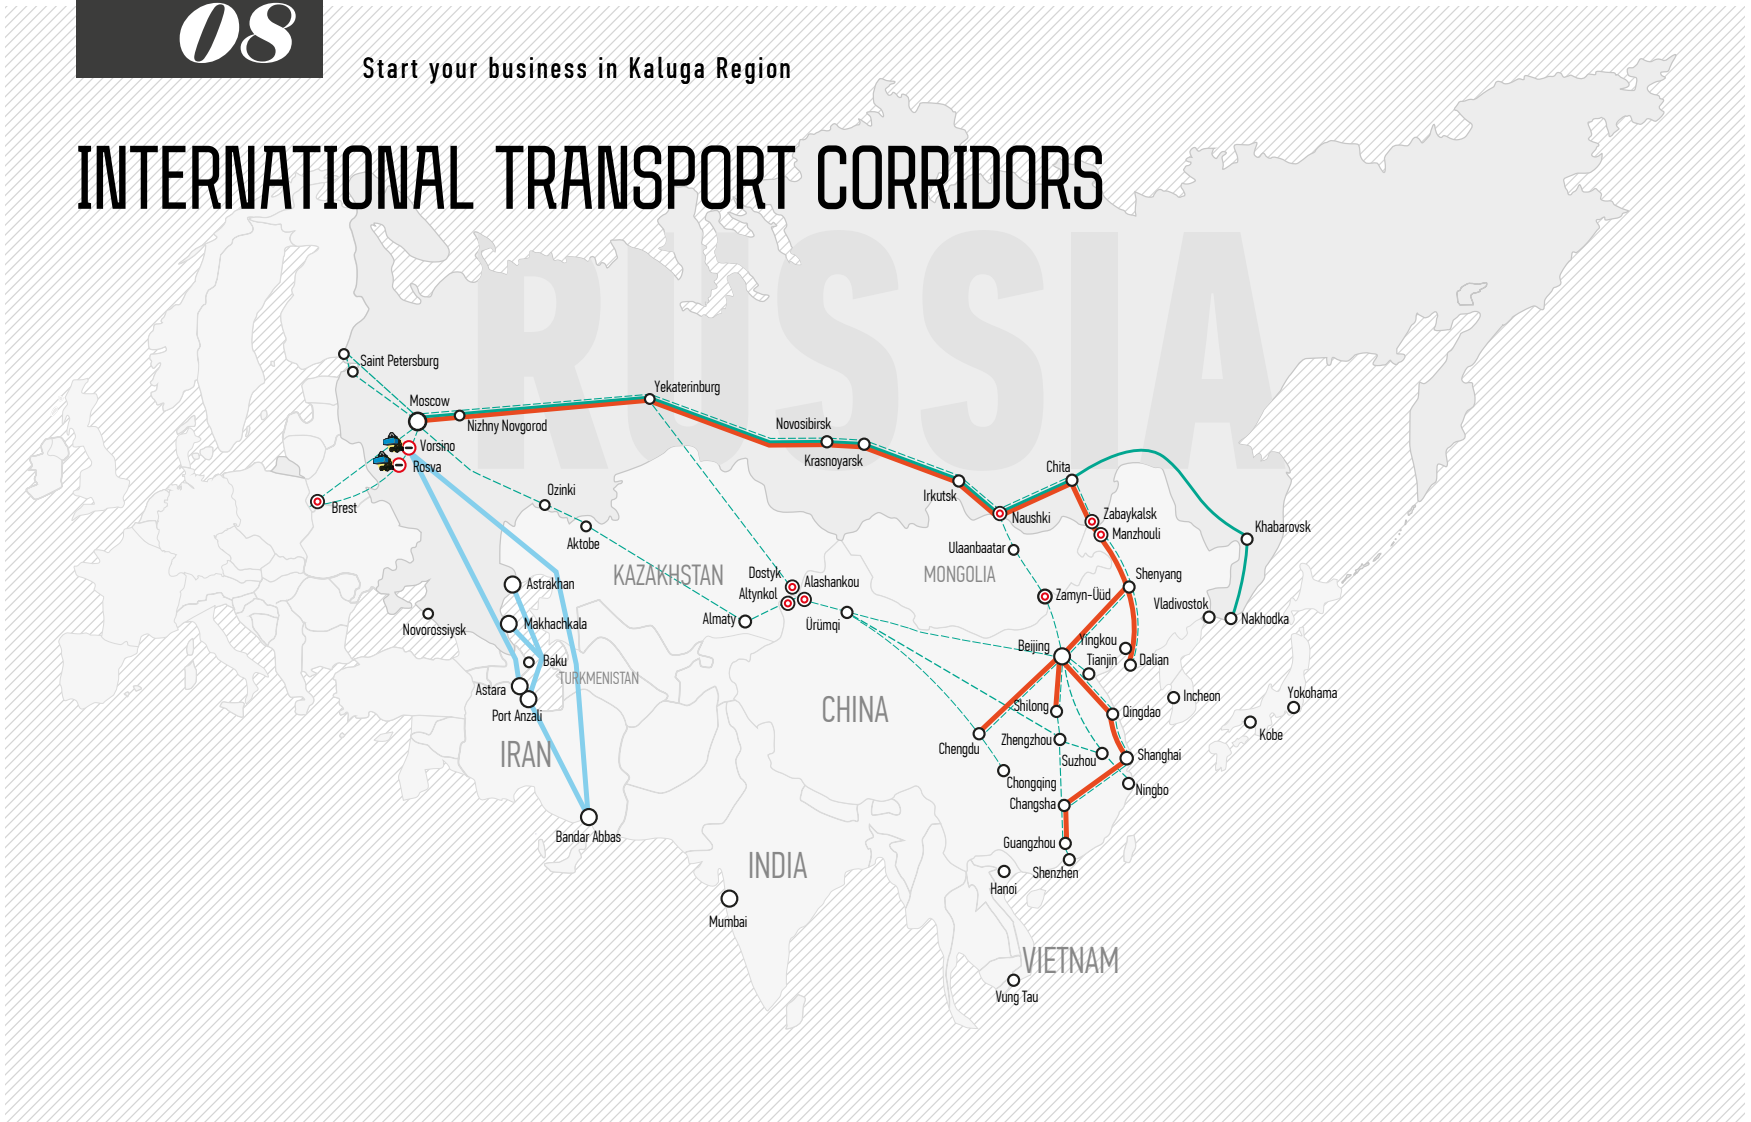 08
Start your business in Kaluga Region
INTERNATIONAL TRANSPORT CORRIDORS
RUSSIA
Saint Petersburg
Moscow
Nizhny Novgorod
Yekaterinburg
Vorsino
Rosva
Brest
Novosibirsk
Krasnoyarsk
Irkutsk
Naushki
Chita
Zabaykalsk
Manzhouli
Khabarovsk
Ozinki
Aktobe
Ulaanbaatar
KAZAKHSTAN
MONGOLIA
Dostyk
Alashankou
Altynkol
Almaty
Ürümqi
Zamyn-Üüd
Shenyang
Vladivostok
Nakhodka
Astrakhan
Novorossiysk
Makhachkala
Baku
TURKMENISTAN
Astara
Port Anzali
IRAN
Bandar Abbas
Beijing
Yingkou
Tianjin
Dalian
CHINA
Shilong
Qingdao
Incheon
Yokohama
Kobe
Chengdu
Zhengzhou
Suzhou
Shanghai
Chongqing
Ningbo
Changsha
Guangzhou
Shenzhen
Hanoi
INDIA
Mumbai
VIETNAM
Vung Tau